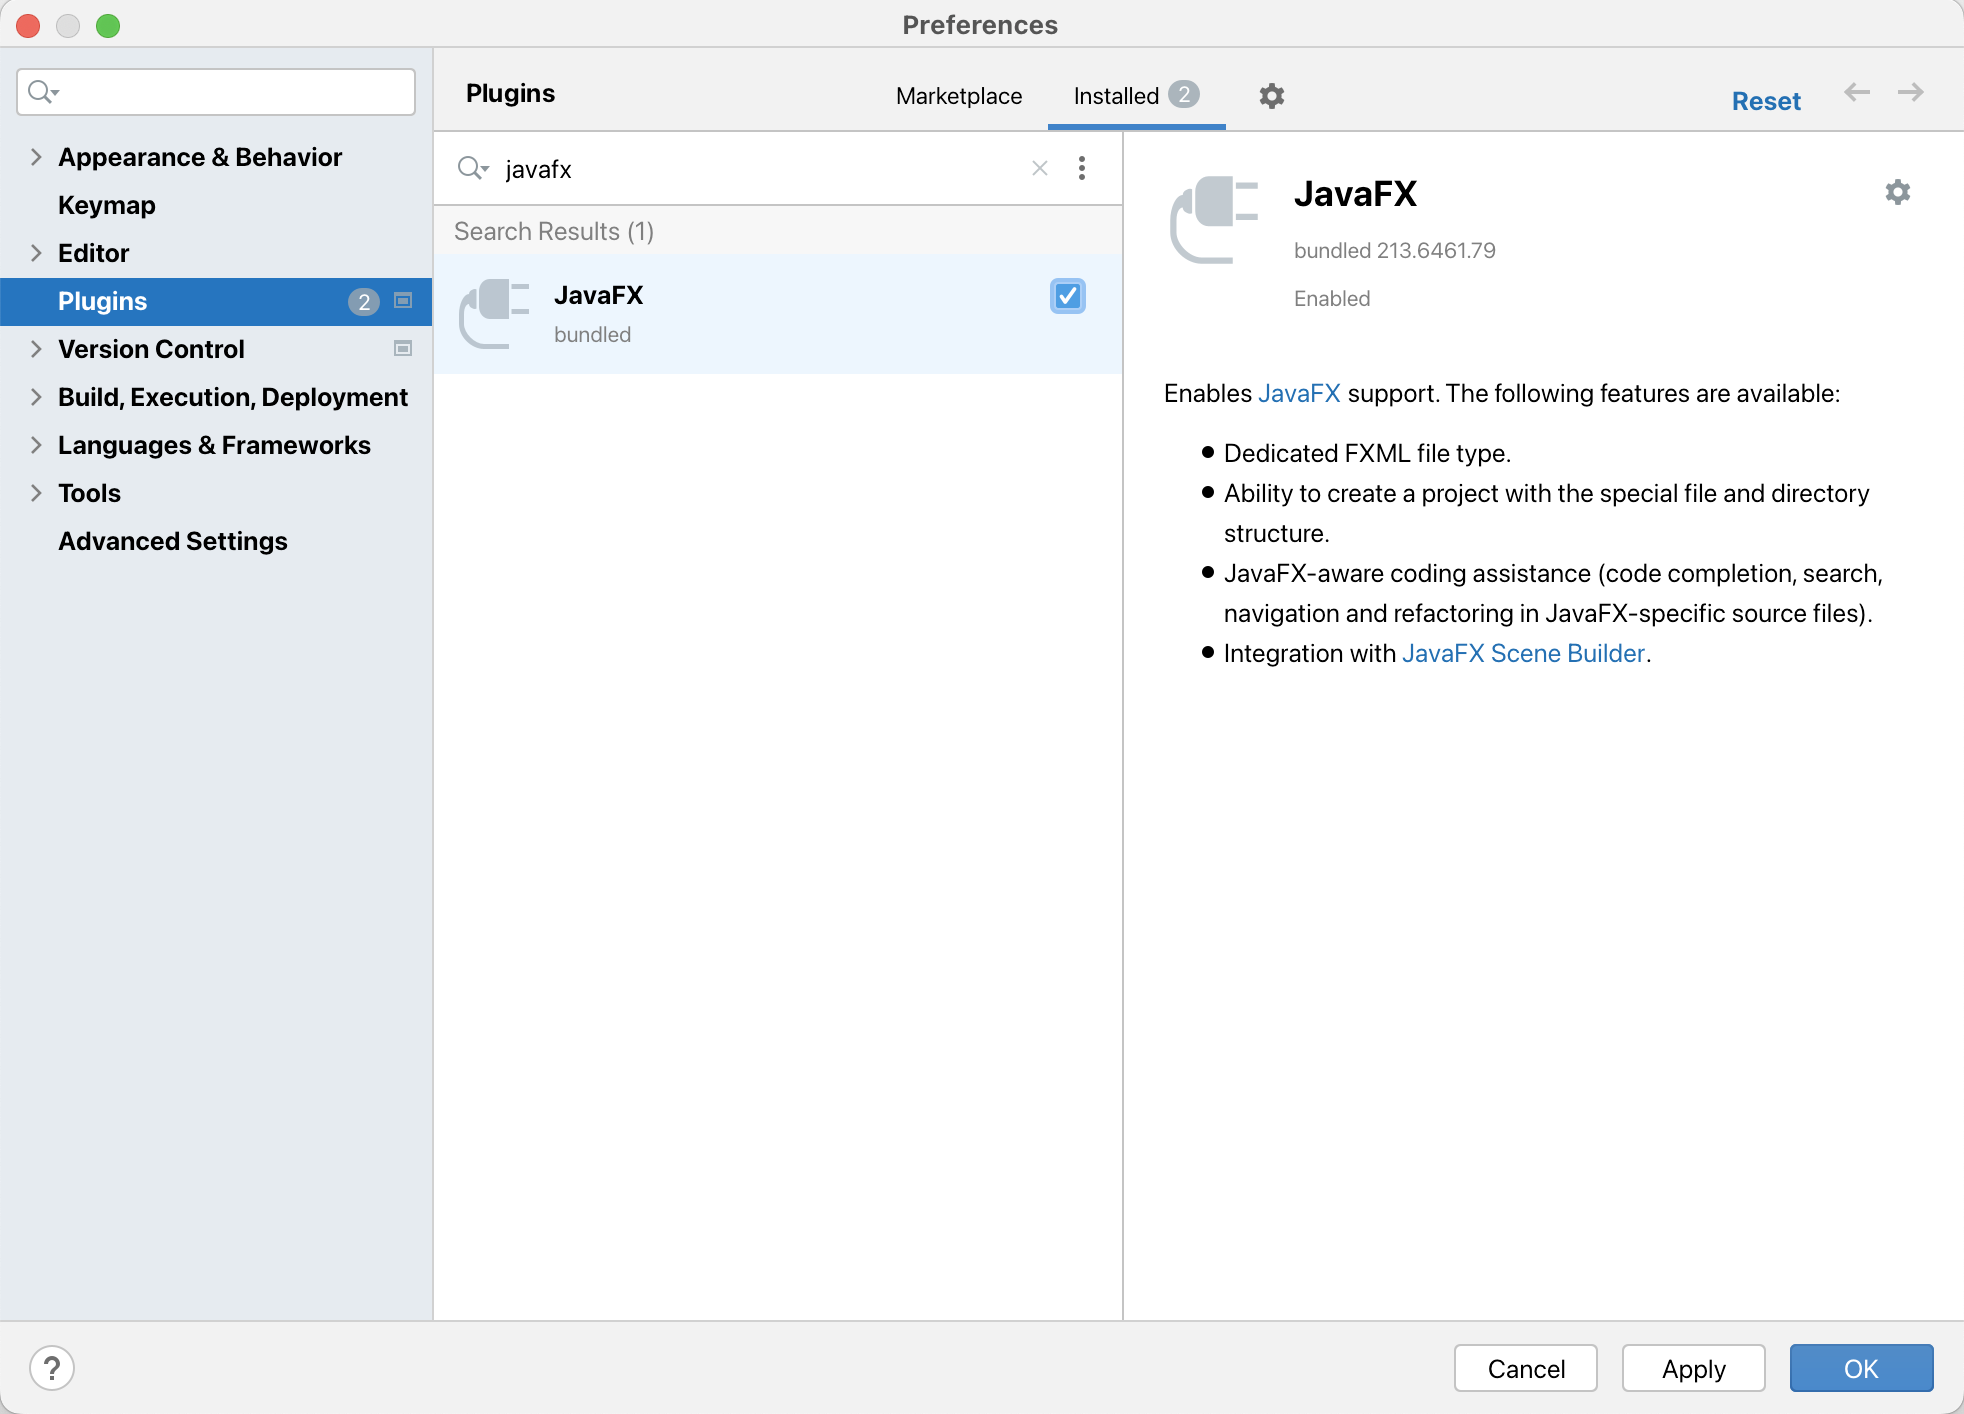 Preferences
Appearance & Behavior
Keymap
Editor
Plugins 2
Version Control
Build, Execution, Deployment
Languages & Frameworks
Tools
Advanced Settings
Plugins
Marketplace
Installed 2
Reset
javafx
Search Results (1)
JavaFX
bundled
JavaFX
bundled 213.6461.79
Enabled
Enables JavaFX support. The following features are available:
Dedicated FXML file type.
Ability to create a project with the special file and directory
structure.
JavaFX-aware coding assistance (code completion, search,
navigation and refactoring in JavaFX-specific source files).
Integration with JavaFX Scene Builder.
?
Cancel
Apply
OK